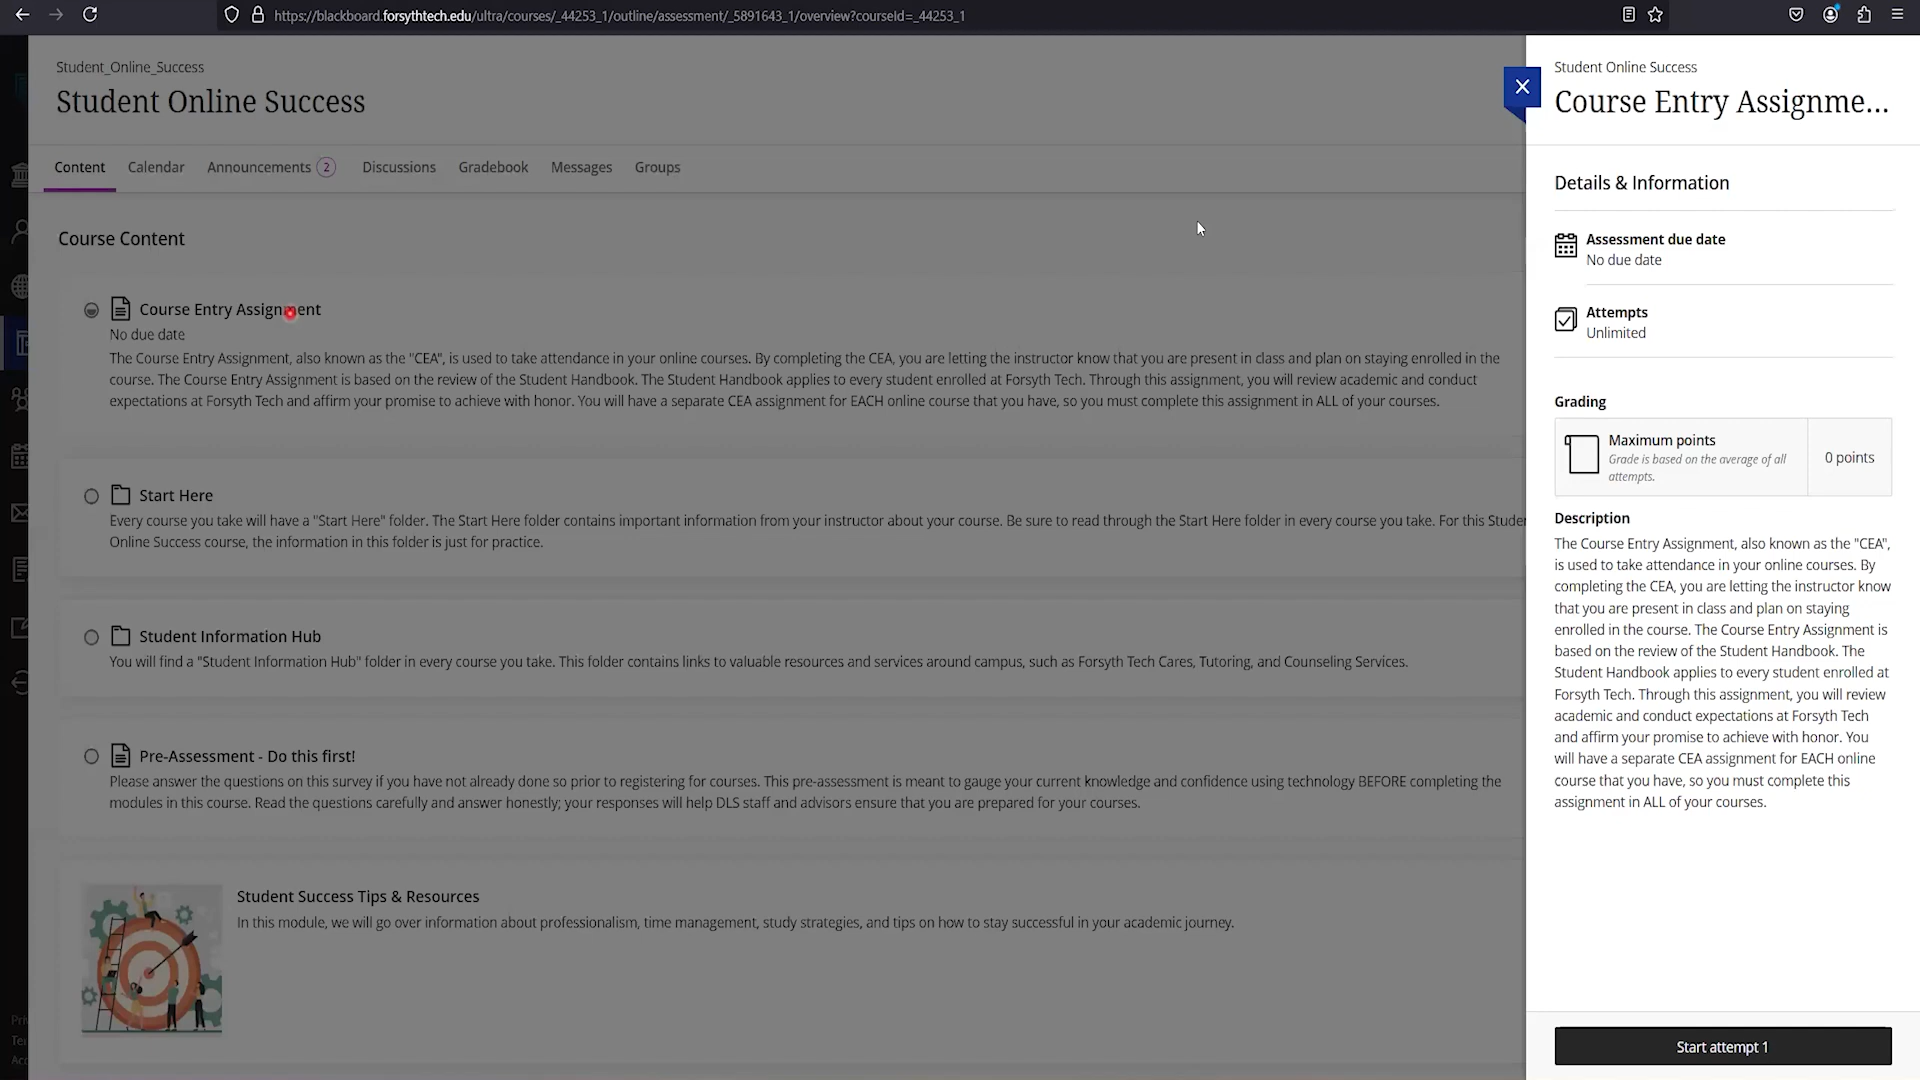 https://blackboard.forsythtech.edu/ultra/courses/_44253_1/outline/assessment/_5891643_1/overview?courseId=_44253_1
Student_Online_Success
Student Online Success
Content
Calendar
Announcements 2
Discussions
Gradebook
Messages
Groups
Course Content
Course Entry Assignment
No due date
The Course Entry Assignment, also known as the "CEA", is used to take attendance in your online courses. By completing the CEA, you are letting the instructor know that you are present in class and plan on staying enrolled in the
course. The Course Entry Assignment is based on the review of the Student Handbook. The Student Handbook applies to every student enrolled at Forsyth Tech. Through this assignment, you will review academic and conduct
expectations at Forsyth Tech and affirm your promise to achieve with honor. You will have a separate CEA assignment for EACH online course that you have, so you must complete this assignment in ALL of your courses.
Start Here
Every course you take will have a "Start Here" folder. The Start Here folder contains important information from your instructor about your course. Be sure to read through the Start Here folder in every course you take. For this Studen
Online Success course, the information in this folder is just for practice.
Student Information Hub
You will find a "Student Information Hub" folder in every course you take. This folder contains links to valuable resources and services around campus, such as Forsyth Tech Cares, Tutoring, and Counseling Services.
Pre-Assessment - Do this first!
Please answer the questions on this survey if you have not already done so prior to registering for courses. This pre-assessment is meant to gauge your current knowledge and confidence using technology BEFORE completing the
modules in this course. Read the questions carefully and answer honestly; your responses will help DLS staff and advisors ensure that you are prepared for your courses.
Student Success Tips & Resources
In this module, we will go over information about professionalism, time management, study strategies, and tips on how to stay successful in your academic journey.
Student Online Success
Course Entry Assignme...
Details & Information
Assessment due date
No due date
Attempts
Unlimited
Grading
Maximum points
Grade is based on the average of all
attempts.
0 points
Description
The Course Entry Assignment, also known as the "CEA",
is used to take attendance in your online courses. By
completing the CEA, you are letting the instructor know
that you are present in class and plan on staying
enrolled in the course. The Course Entry Assignment is
based on the review of the Student Handbook. The
Student Handbook applies to every student enrolled at
Forsyth Tech. Through this assignment, you will review
academic and conduct expectations at Forsyth Tech
and affirm your promise to achieve with honor. You
will have a separate CEA assignment for EACH online
course that you have, so you must complete this
assignment in ALL of your courses.
Start attempt 1